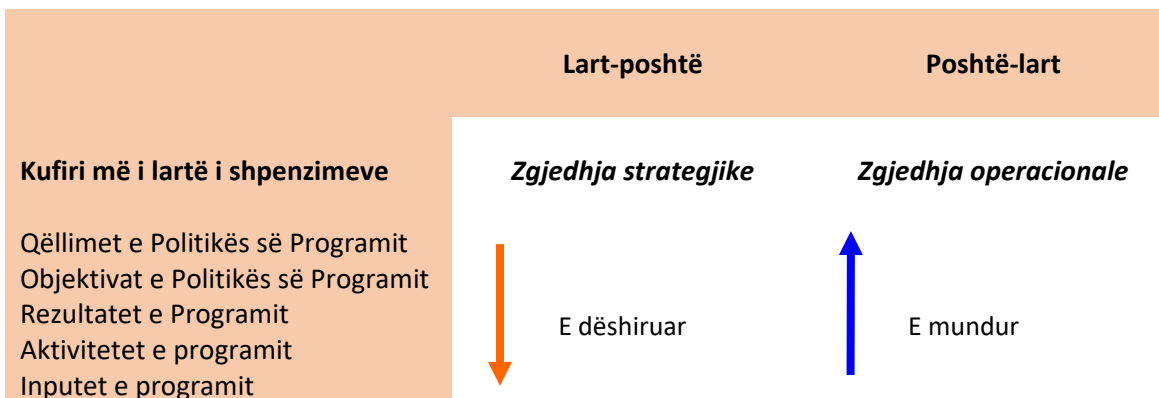 Lart-poshtë Poshtë-lart
Kufiri më i lartë i shpenzimeve Zgjedhja strategjike Zgjedhja operacionale
Qëllimet e Politikës së Programit
Objektivat e Politikës së Programit
Rezultatet e Programit
E dëshiruar E mundur
Aktivitetet e programit
Inputet e programit